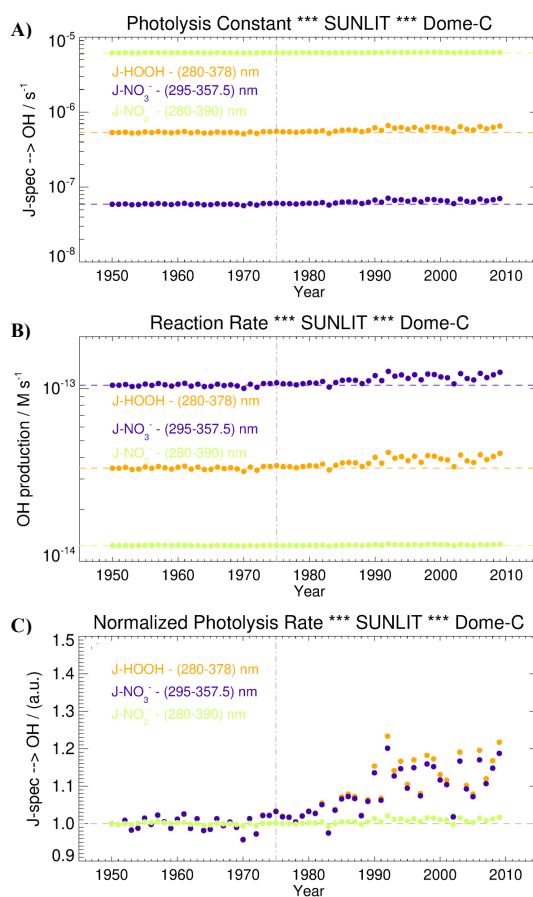 A)
Photolysis Constant *** SUNLIT *** Dome-C
10⁻⁵
J-HOOH - (280-378) nm
10⁻⁶
J-NO₃⁻ - (295-357.5) nm
J-NO₂⁻ - (280-390) nm
10⁻⁷
10⁻⁸
J-spec --> OH / s⁻¹
1950 1960 1970 1980 1990 2000 2010
Year
B)
Reaction Rate *** SUNLIT *** Dome-C
10⁻¹³
J-HOOH - (280-378) nm
J-NO₃⁻ - (295-357.5) nm
J-NO₂⁻ - (280-390) nm
10⁻¹⁴
OH production / M s⁻¹
1950 1960 1970 1980 1990 2000 2010
Year
C)
Normalized Photolysis Rate *** SUNLIT *** Dome-C
1.5
J-HOOH - (280-378) nm
1.4
J-NO₃⁻ - (295-357.5) nm
1.3
J-NO₂⁻ - (280-390) nm
1.2
1.1
1.0
0.9
J-spec --> OH / (a.u.)
1950 1960 1970 1980 1990 2000 2010
Year